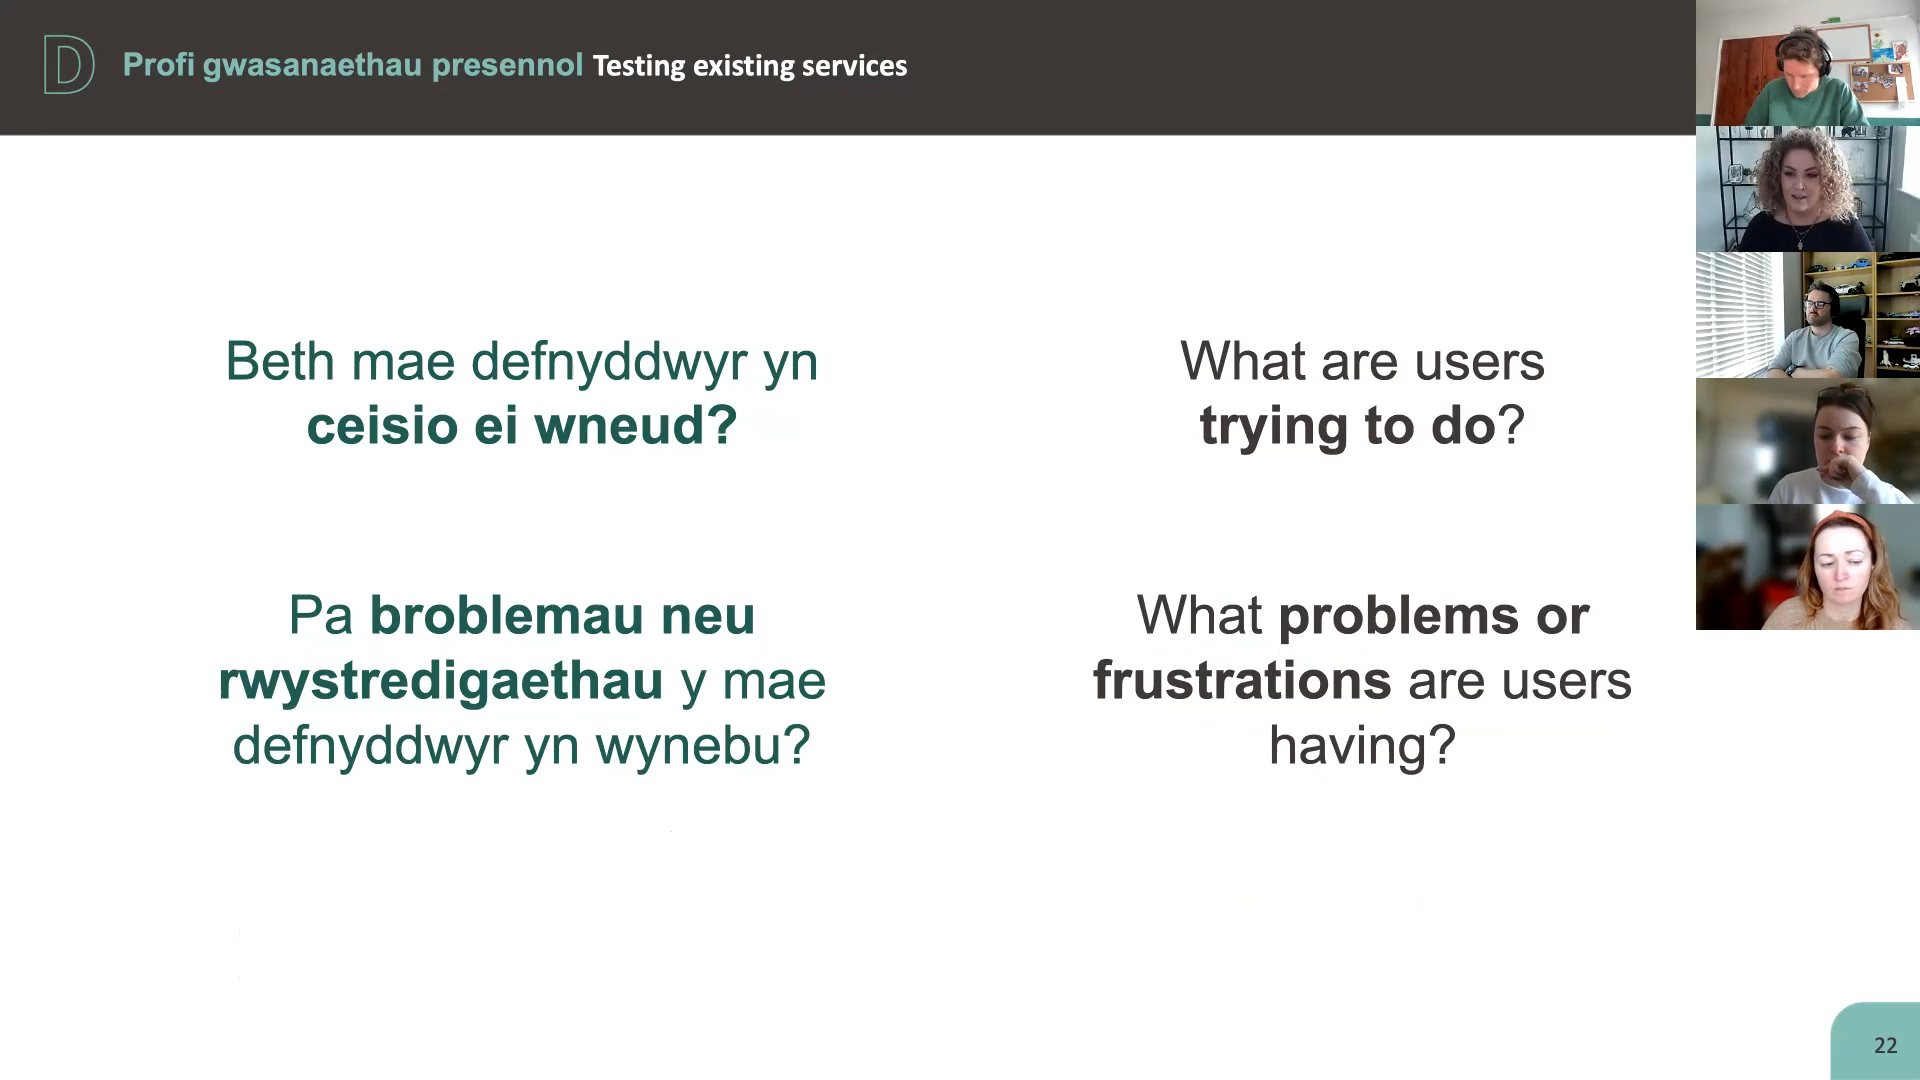 D
Profi gwasanaethau presennol Testing existing services
Beth mae defnyddwyr yn
ceisio ei wneud?
Pa broblemau neu
rwystredigaethau y mae
defnyddwyr yn wynebu?
What are users
trying to do?
What problems or
frustrations are users
having?
22